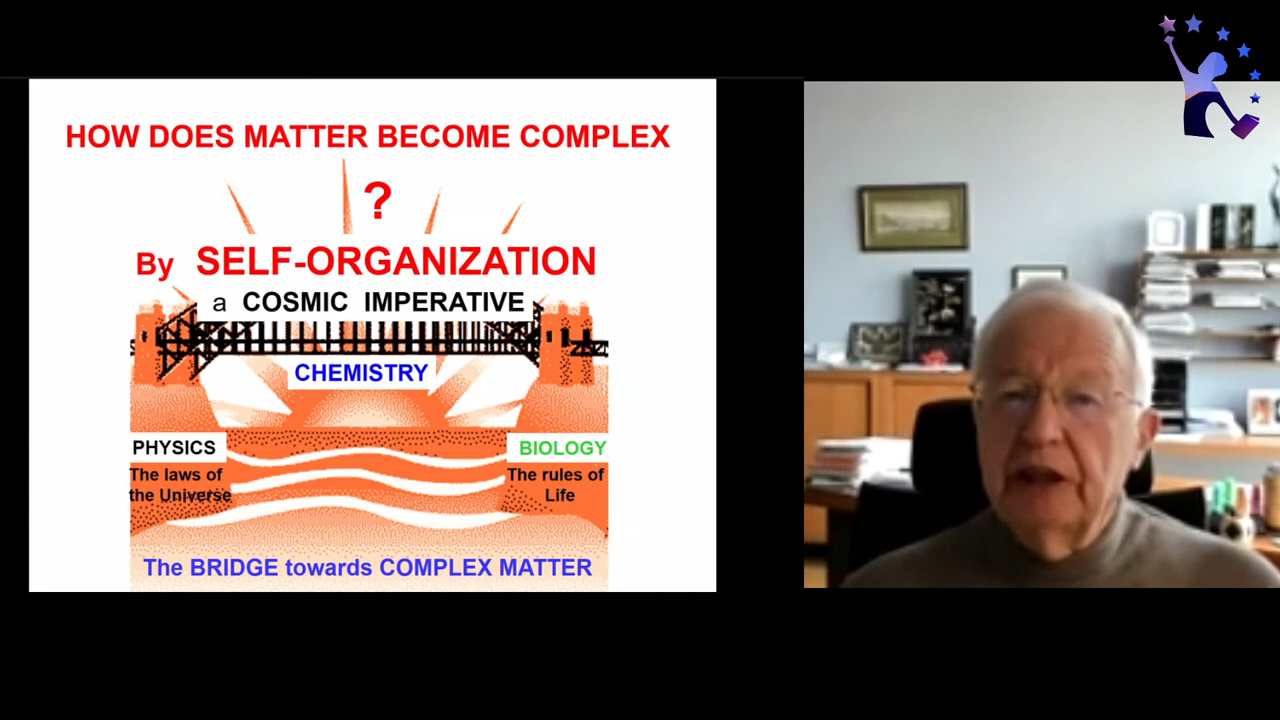 HOW DOES MATTER BECOME COMPLEX
?
By SELF-ORGANIZATION
a COSMIC IMPERATIVE
CHEMISTRY
PHYSICS
The laws of
the Universe
BIOLOGY
The rules of
Life
The BRIDGE towards COMPLEX MATTER